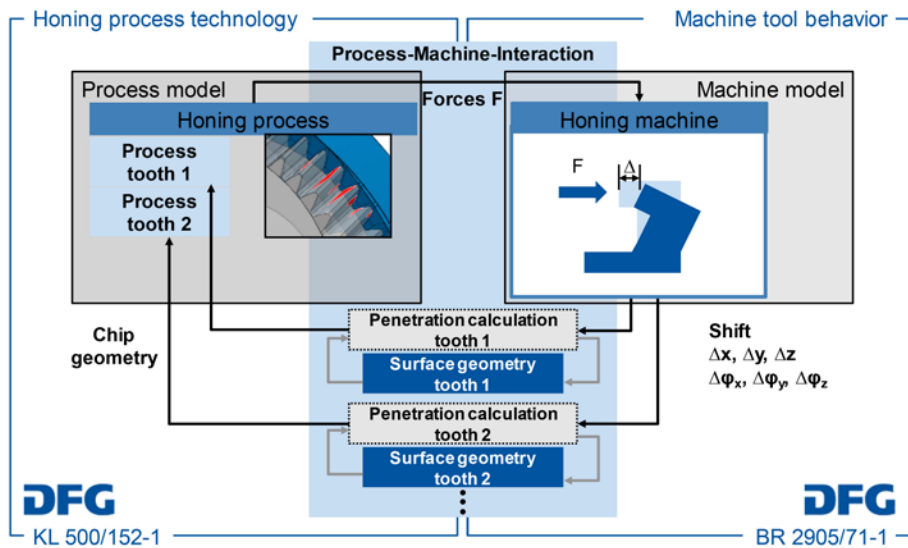 Honing process technology
Machine tool behavior
Process-Machine-Interaction
Process model
Forces F
Machine model
Honing process
Honing machine
Process
tooth 1
Process
tooth 2
F
Δ
Penetration calculation
tooth 1
Surface geometry
tooth 1
Penetration calculation
tooth 2
Surface geometry
tooth 2
Chip
geometry
Shift
Δx, Δy, Δz
Δφx, Δφy, Δφz
DFG
KL 500/152-1
DFG
BR 2905/71-1